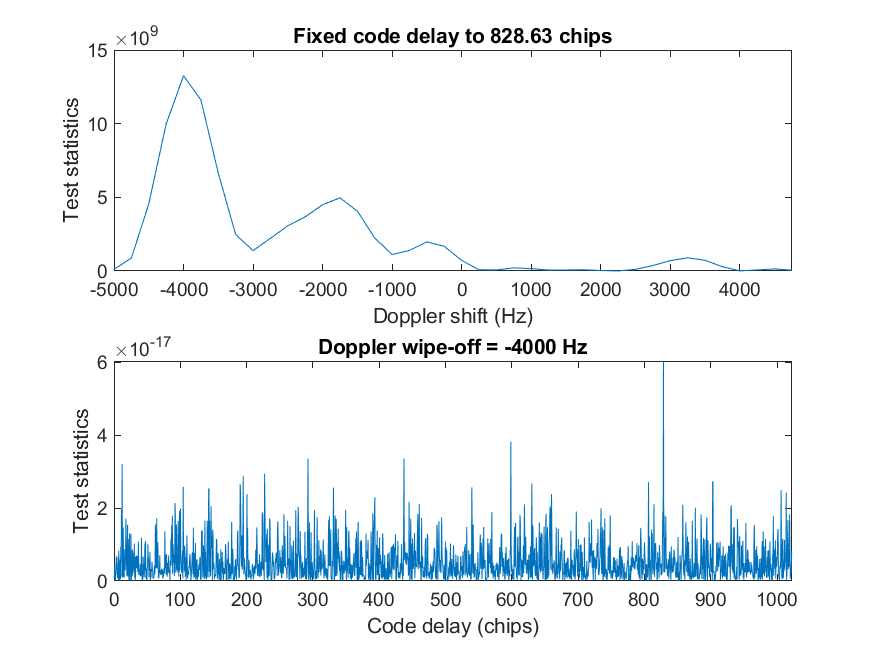 Fixed code delay to 828.63 chips
×10^9
15
10
5
0
Test statistics
-5000 -4000 -3000 -2000 -1000 0 1000 2000 3000 4000
Doppler shift (Hz)
Doppler wipe-off = -4000 Hz
×10^-17
6
4
2
0
Test statistics
0 100 200 300 400 500 600 700 800 900 1000
Code delay (chips)